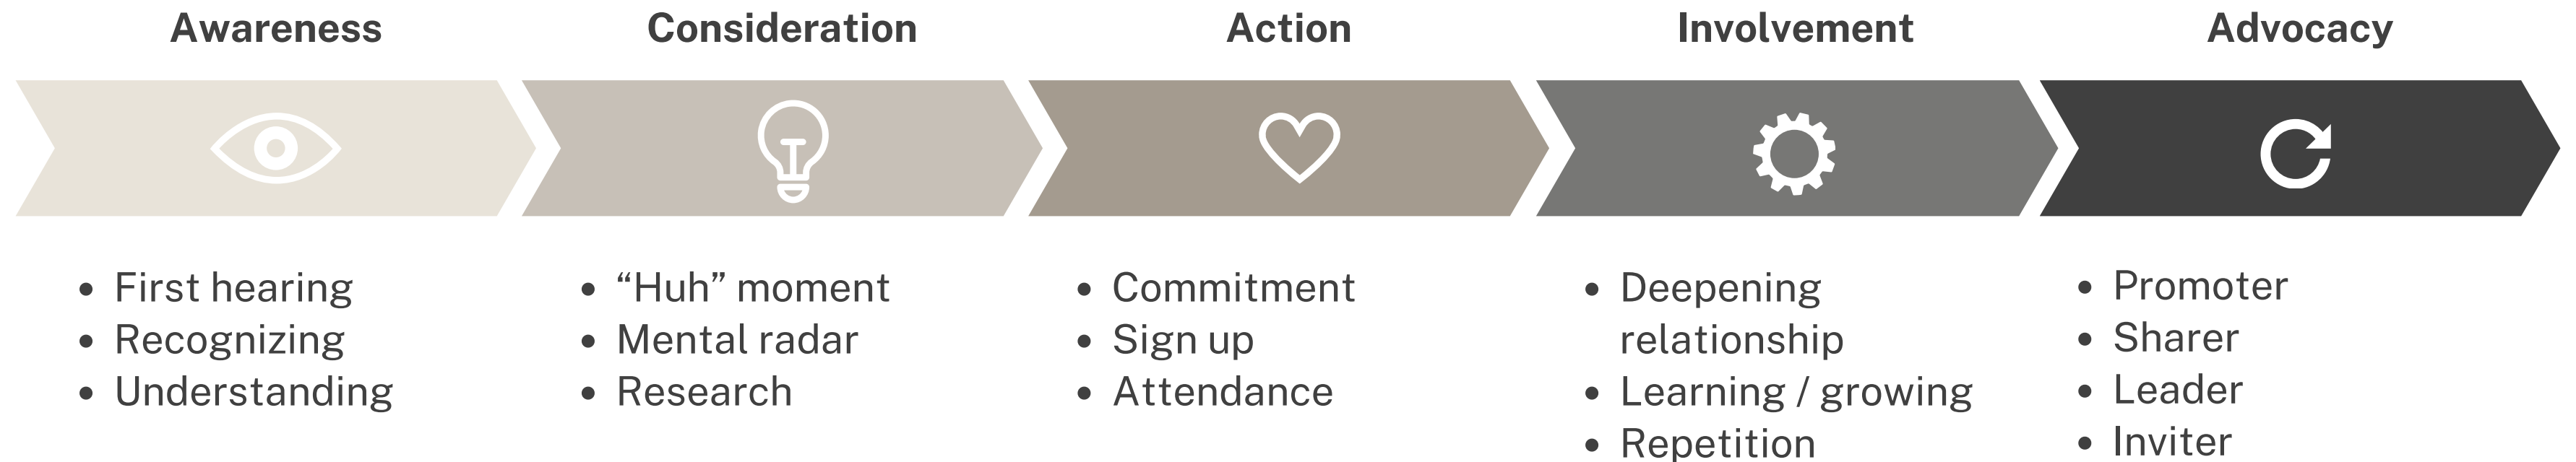 Awareness
Consideration
Action
Involvement
Advocacy
• First hearing
• Recognizing
• Understanding
• “Huh” moment
• Mental radar
• Research
• Commitment
• Sign up
• Attendance
• Deepening
relationship
• Learning / growing
• Repetition
• Promoter
• Sharer
• Leader
• Inviter